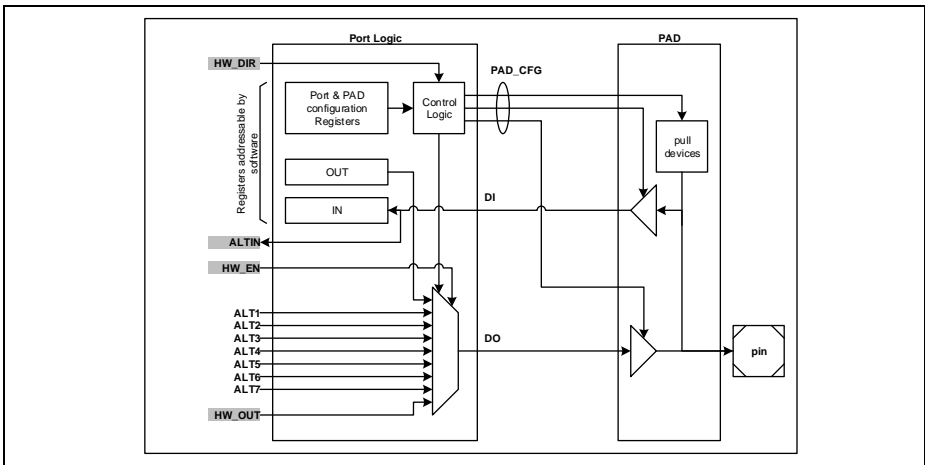 Port Logic
PAD
HW_DIR
PAD_CFG
Registers addressable by
software
Port & PAD
configuration
Registers
Control
Logic
pull
devices
OUT
IN
DI
ALTIN
HW_EN
ALT1
ALT2
ALT3
ALT4
ALT5
ALT6
ALT7
HW_OUT
DO
pin